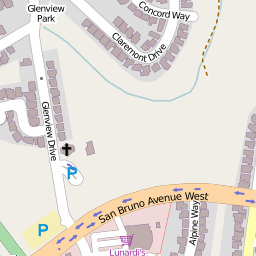 Glenview
Park
Concord Way
Claremont Drive
Glenview Drive
P
San Bruno Avenue West
P
Alpine Way
Lunardi's